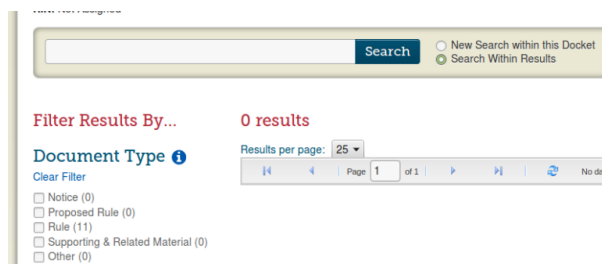 Search
New Search within this Docket
Search Within Results
Filter Results By...
Document Type
Clear Filter
Notice (0)
Proposed Rule (0)
Rule (11)
Supporting & Related Material (0)
Other (0)
0 results
Results per page: 25
Page 1 of 1
No